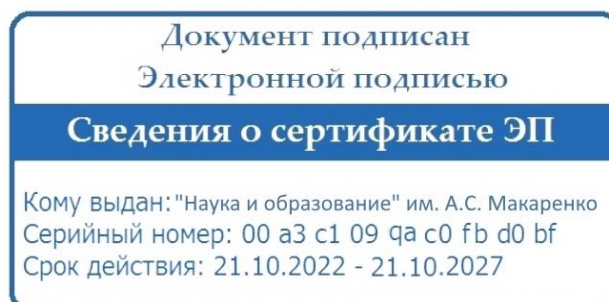 Документ подписан
Электронной подписью
Сведения о сертификате ЭП
Кому выдан: "Наука и образование" им. А.С. Макаренко
Серийный номер: 00 a3 c1 09 qa c0 fb d0 bf
Срок действия: 21.10.2022 - 21.10.2027